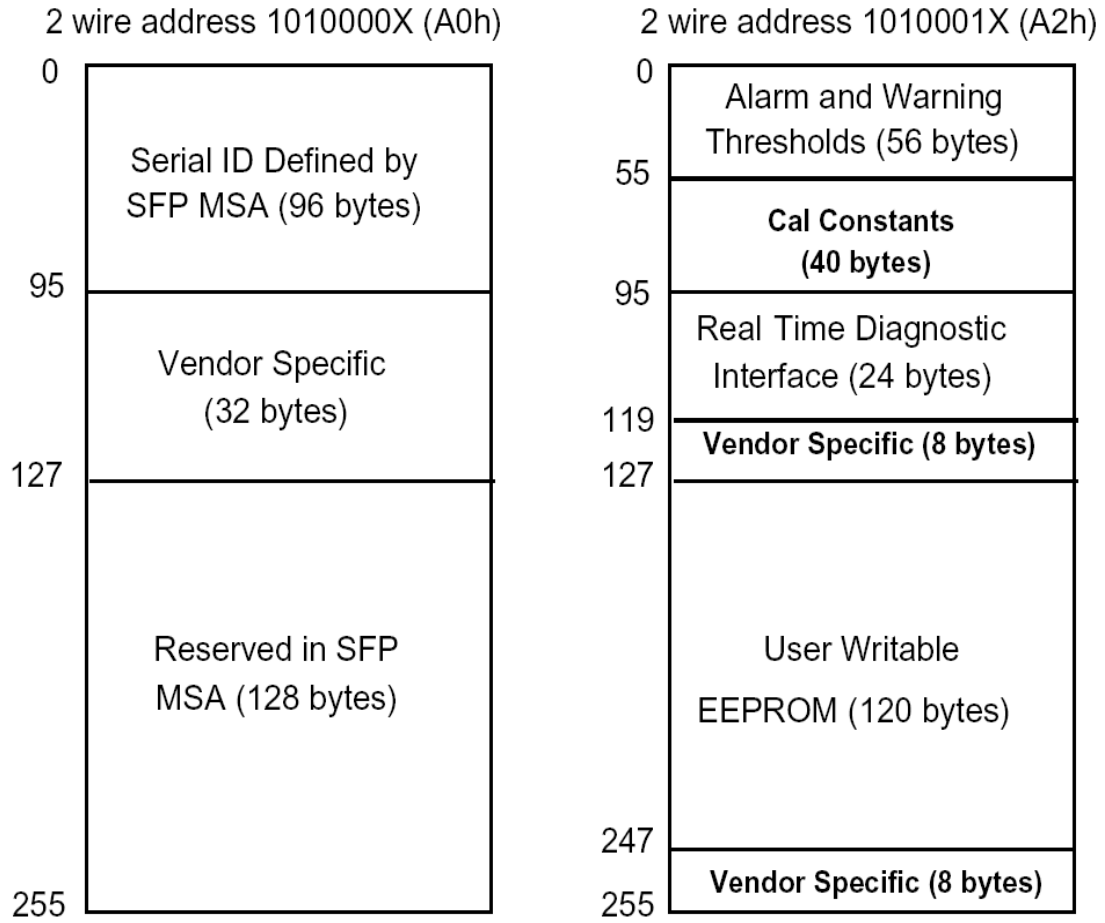 2 wire address 1010000X (A0h)
0
Serial ID Defined by
SFP MSA (96 bytes)
95
Vendor Specific
(32 bytes)
127
Reserved in SFP
MSA (128 bytes)
255
2 wire address 1010001X (A2h)
0
Alarm and Warning
Thresholds (56 bytes)
55
Cal Constants
(40 bytes)
95
Real Time Diagnostic
Interface (24 bytes)
119
Vendor Specific (8 bytes)
127
User Writable
EEPROM (120 bytes)
247
Vendor Specific (8 bytes)
255